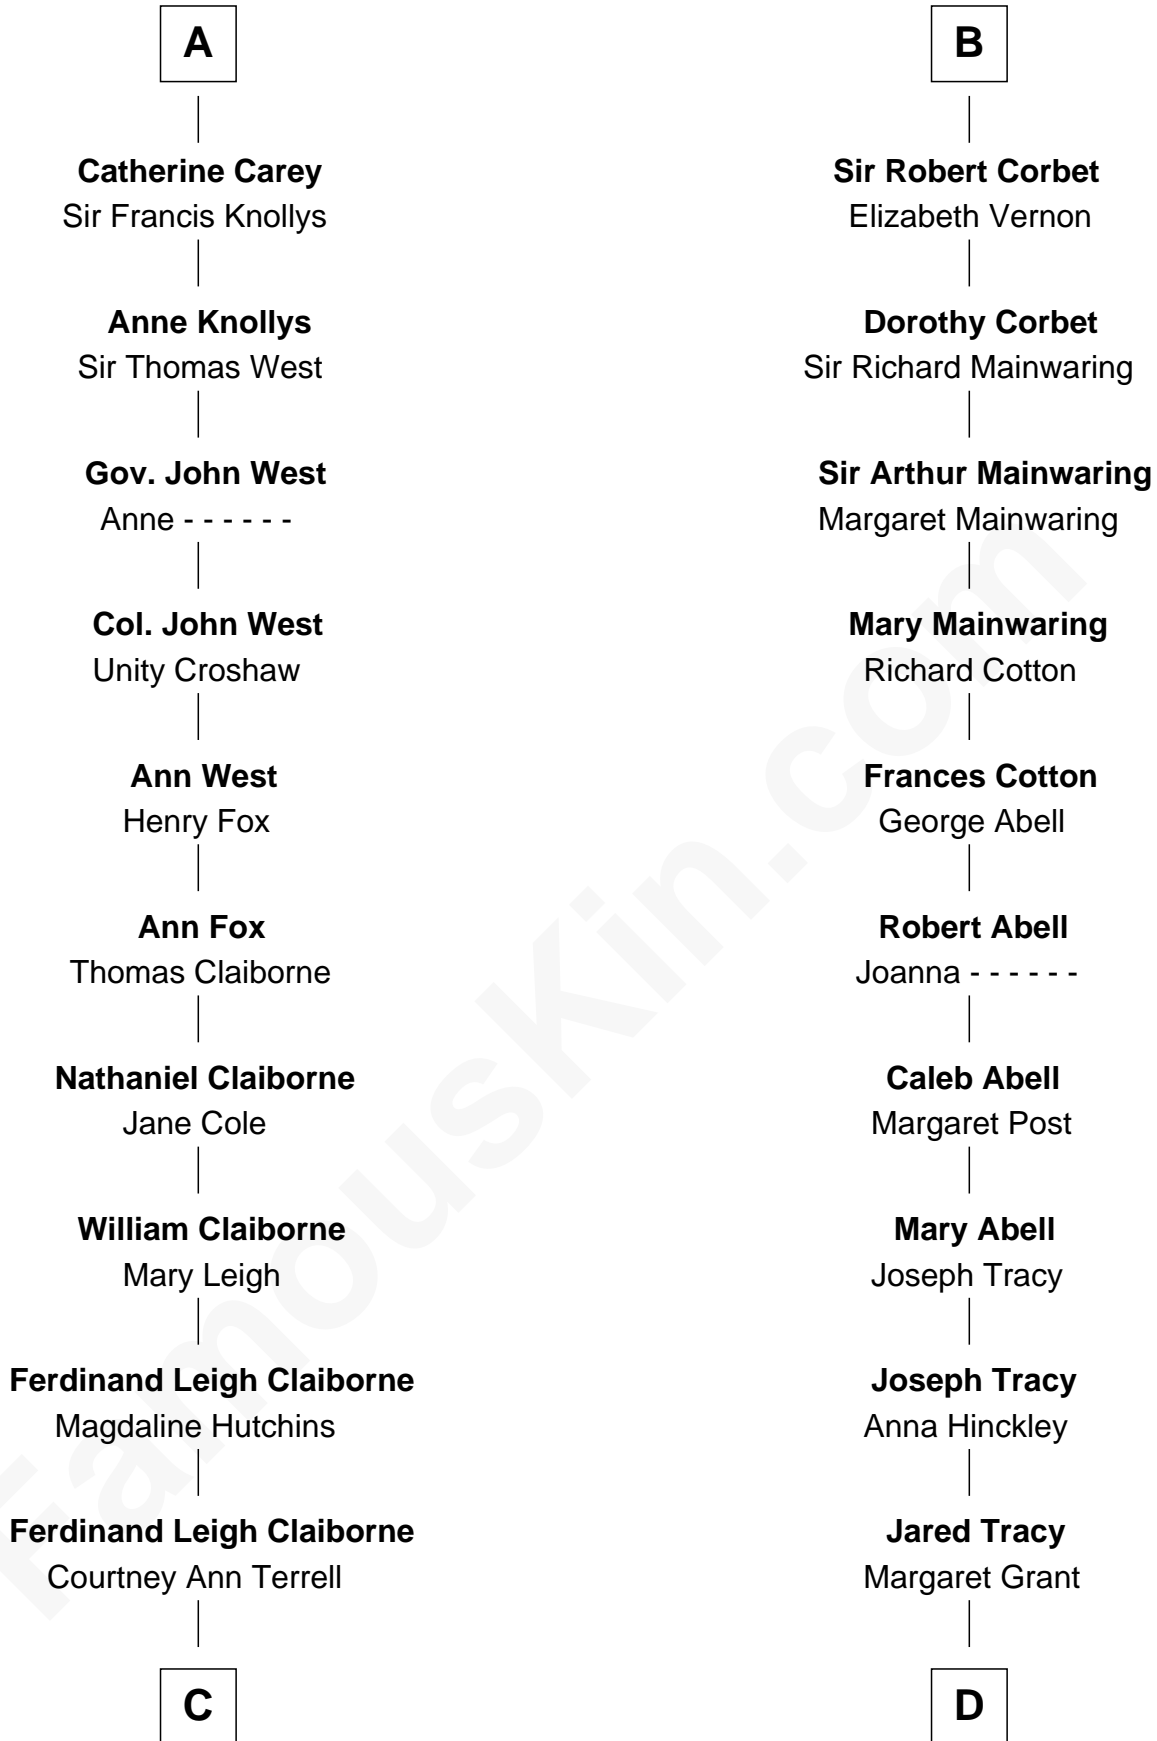 A
Catherine Carey
Sir Francis Knollys
Anne Knollys
Sir Thomas West
Gov. John West
Anne - - - - - -
Col. John West
Unity Croshaw
Ann West
Henry Fox
Ann Fox
Thomas Claiborne
Nathaniel Claiborne
Jane Cole
William Claiborne
Mary Leigh
Ferdinand Leigh Claiborne
Magdaline Hutchins
Ferdinand Leigh Claiborne
Courtney Ann Terrell
C
B
Sir Robert Corbet
Elizabeth Vernon
Dorothy Corbet
Sir Richard Mainwaring
Sir Arthur Mainwaring
Margaret Mainwaring
Mary Mainwaring
Richard Cotton
Frances Cotton
George Abell
Robert Abell
Joanna - - - - - -
Caleb Abell
Margaret Post
Mary Abell
Joseph Tracy
Joseph Tracy
Anna Hinckley
Jared Tracy
Margaret Grant
D
FamousKin.com